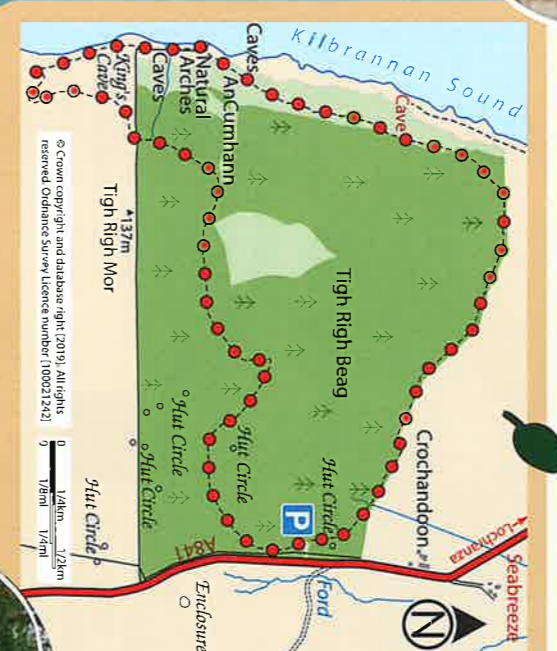 Kilbrannan Sound
Caves
AnCumhann
Natural
Arches
Caves
King's
Cave
Cave
Tigh Righ Mor
137m
Tigh Righ Beag
Hut Circle
Hut Circle
Hut Circle
Hut Circle
Hut Circle
Crochandoon
Lochranza
Seabreeze
P
A841
Ford
Enclosure
N
© Crown copyright and database right [2019]. All rights
reserved. Ordnance Survey Licence number [100021242]
0 1/4km 1/2km
0 1/8ml 1/4ml